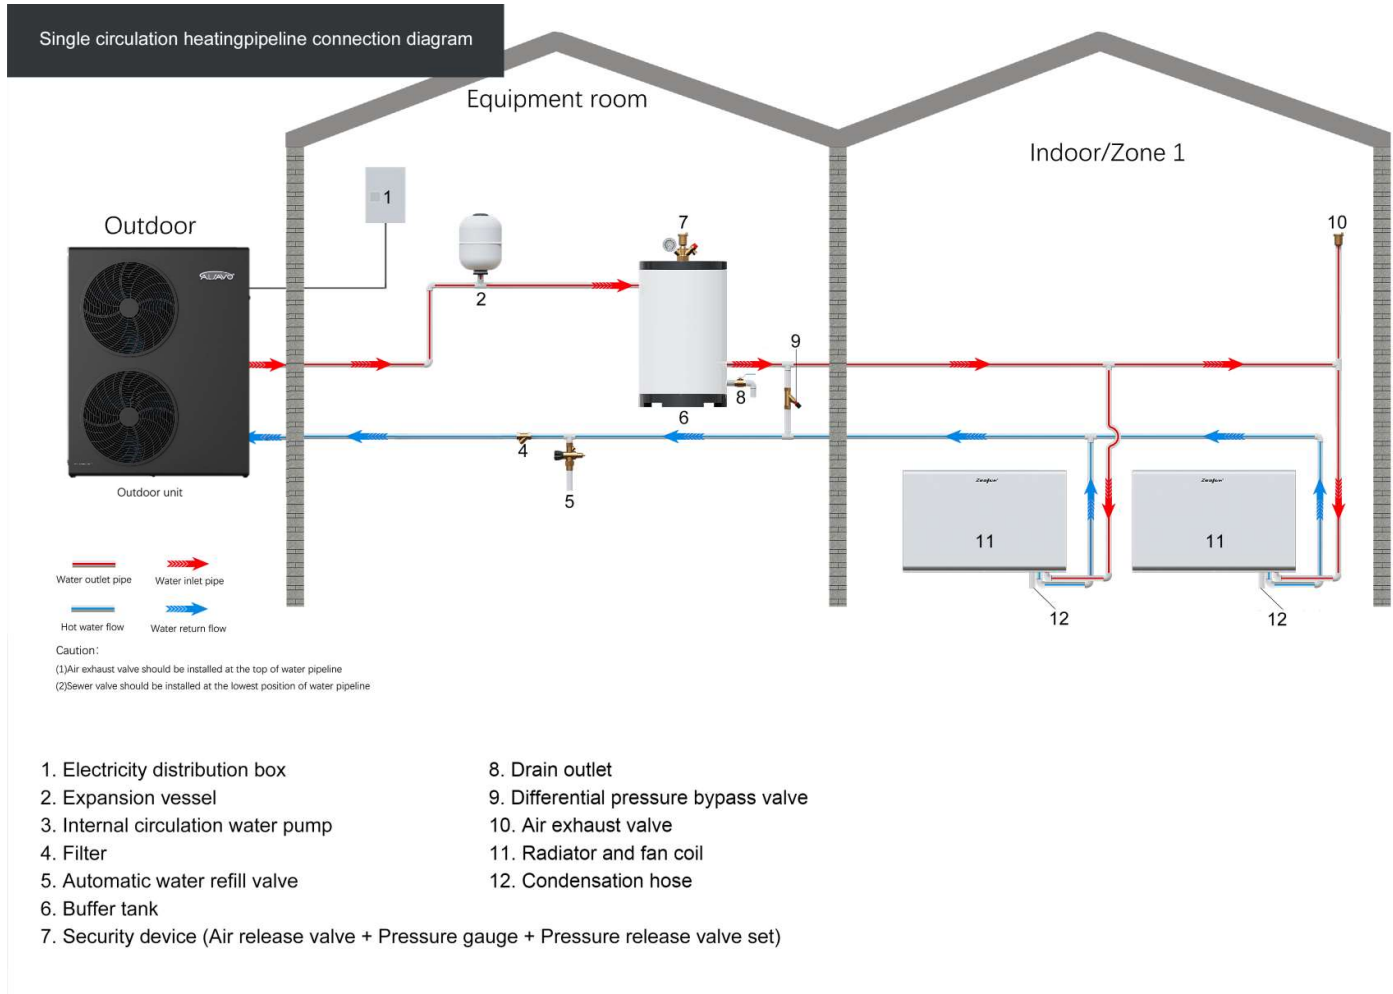 Single circulation heatingpipeline connection diagram
Equipment room
Indoor/Zone 1
1
Outdoor
7
10
ALSAVO
2
9
8
6
4
5
Outdoor unit
11
11
12
12
Water outlet pipe
Water inlet pipe
Hot water flow
Water return flow
Caution:
(1)Air exhaust valve should be installed at the top of water pipeline
(2)Sewer valve should be installed at the lowest position of water pipeline
1. Electricity distribution box
2. Expansion vessel
3. Internal circulation water pump
4. Filter
5. Automatic water refill valve
6. Buffer tank
7. Security device (Air release valve + Pressure gauge + Pressure release valve set)
8. Drain outlet
9. Differential pressure bypass valve
10. Air exhaust valve
11. Radiator and fan coil
12. Condensation hose